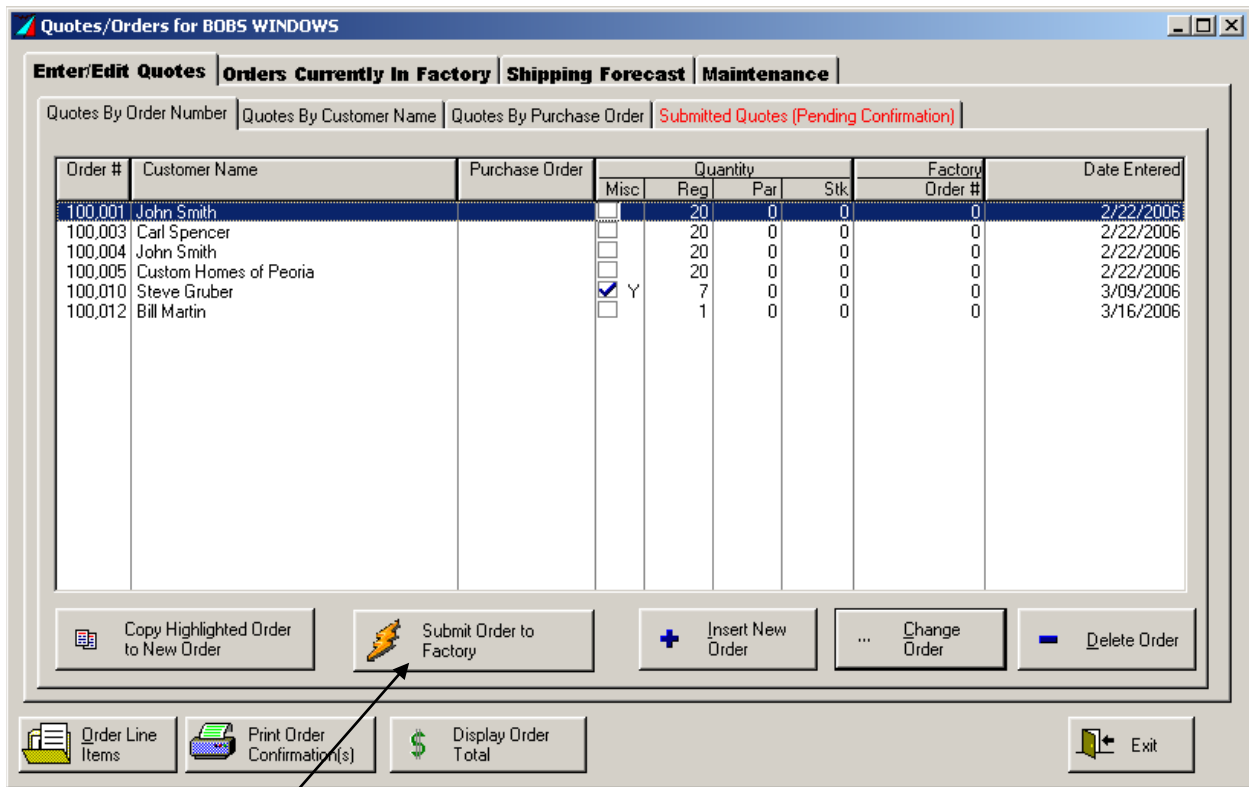 Quotes/Orders for BOBS WINDOWS
Enter/Edit Quotes Orders Currently In Factory Shipping Forecast Maintenance
Quotes By Order Number Quotes By Customer Name Quotes By Purchase Order Submitted Quotes (Pending Confirmation)
Order # Customer Name Purchase Order Quantity Factory Date Entered
Misc Reg Par Stk Order #
100,001 John Smith 20 0 0 0 2/22/2006
100,003 Carl Spencer 20 0 0 0 2/22/2006
100,004 John Smith 20 0 0 0 2/22/2006
100,005 Custom Homes of Peoria 20 0 0 0 2/22/2006
100,010 Steve Gruber Y 7 0 0 0 3/09/2006
100,012 Bill Martin 1 0 0 0 3/16/2006
Copy Highlighted Order Submit Order to Insert New ... Change Delete Order
to New Order Factory Order Order
Order Line Print Order Display Order Exit
Items Confirmation(s) $ Total